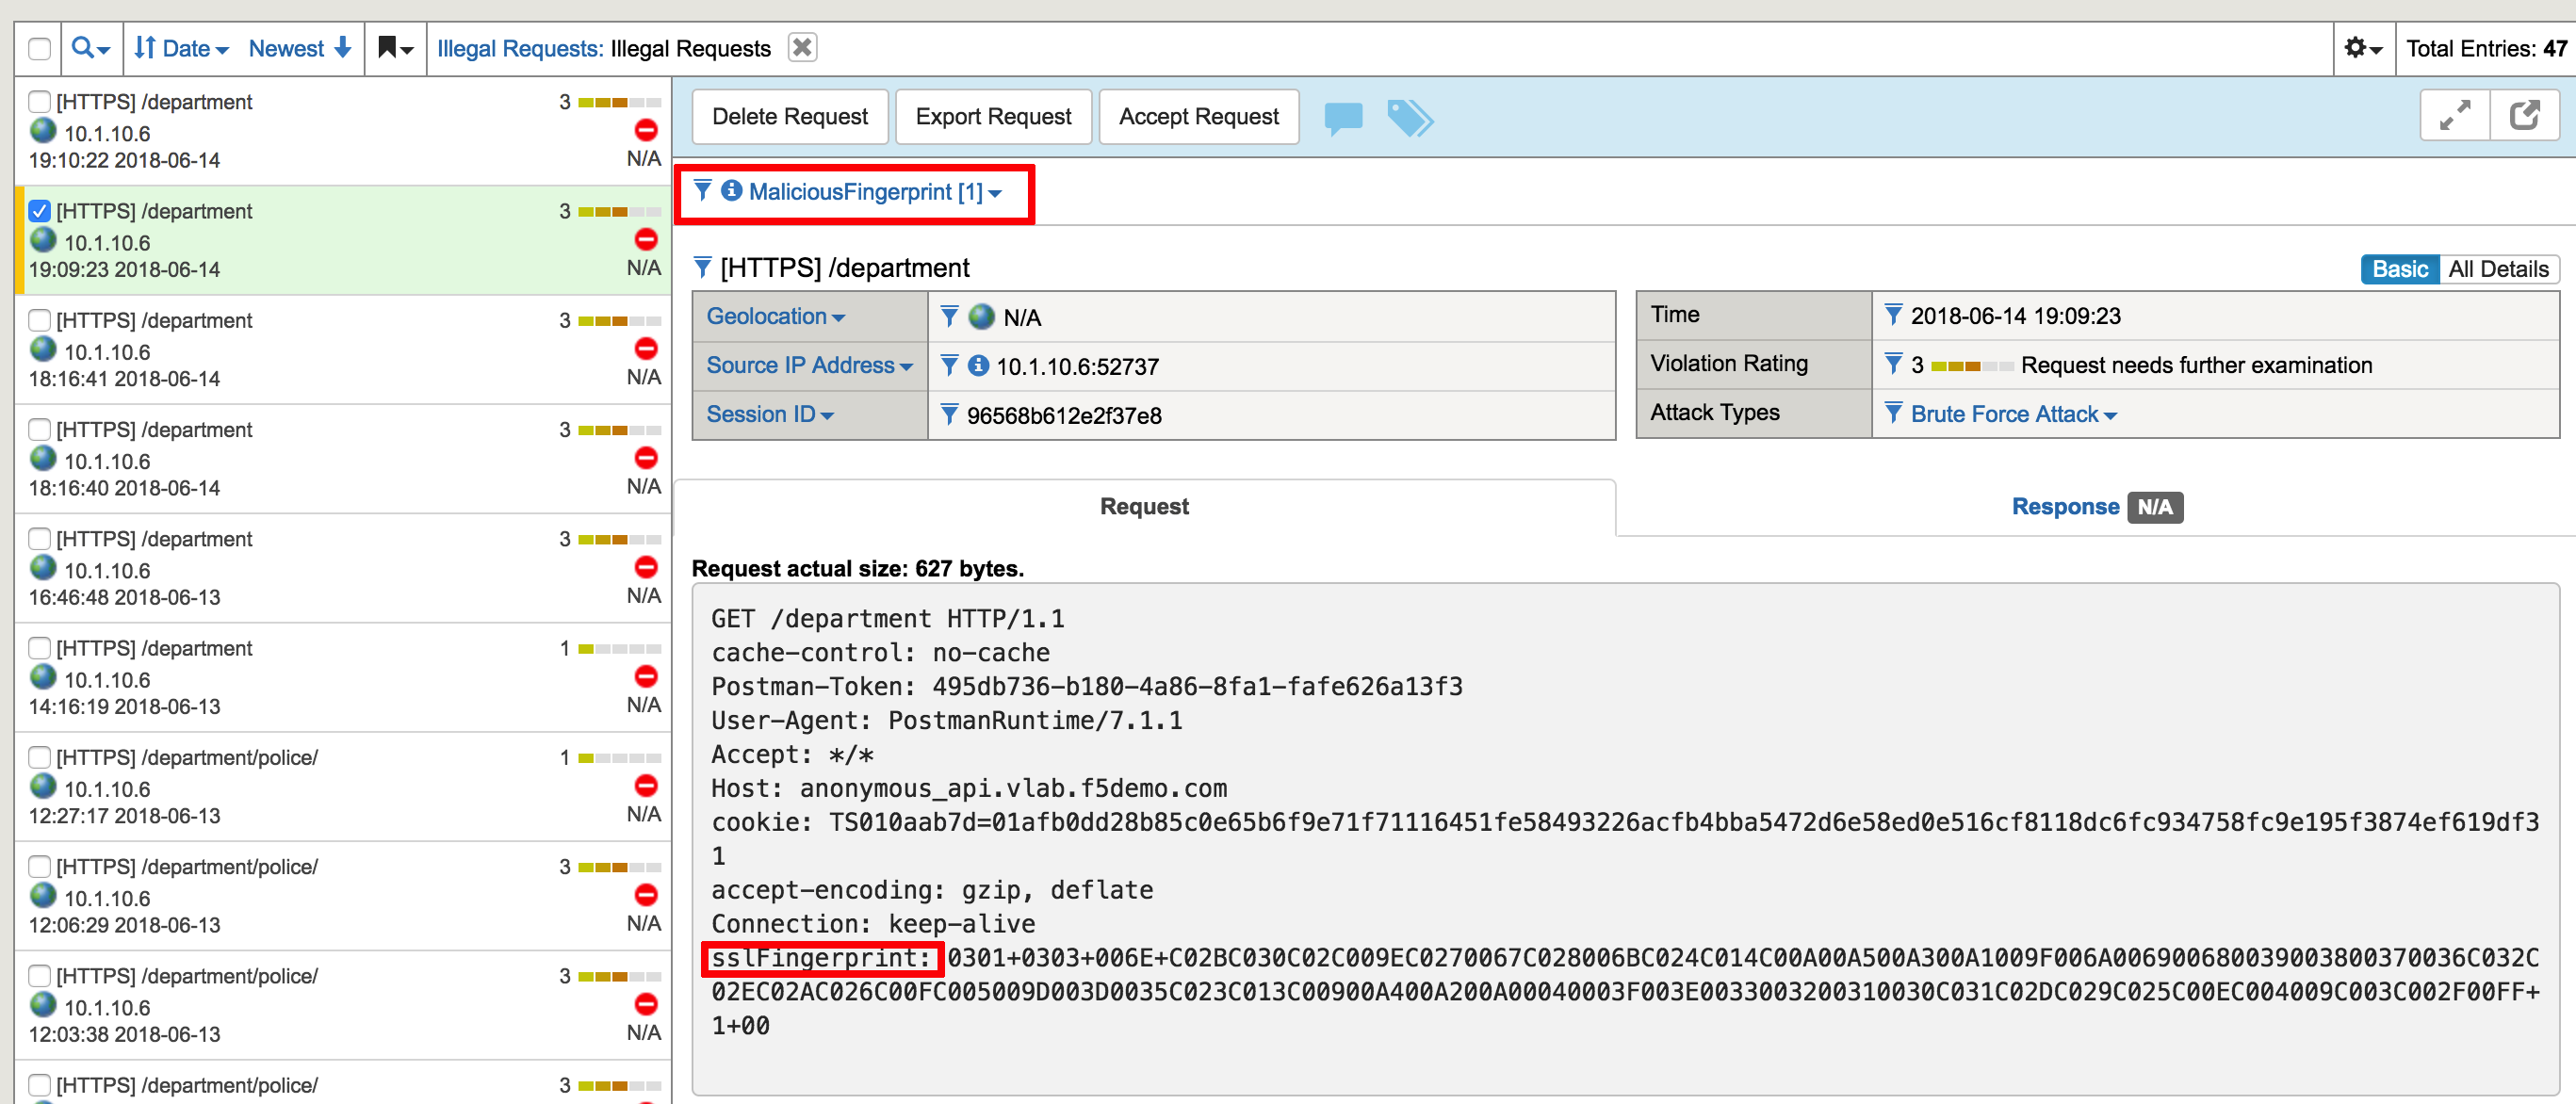 Date Newest Illegal Requests: Illegal Requests Total Entries: 47
[HTTPS] /department 3
10.1.10.6
19:10:22 2018-06-14 N/A
[HTTPS] /department 3
10.1.10.6
19:09:23 2018-06-14 N/A
[HTTPS] /department 3
10.1.10.6
18:16:41 2018-06-14 N/A
[HTTPS] /department 3
10.1.10.6
18:16:40 2018-06-14 N/A
[HTTPS] /department 3
10.1.10.6
16:46:48 2018-06-13 N/A
[HTTPS] /department 1
10.1.10.6
14:16:19 2018-06-13 N/A
[HTTPS] /department/police/ 1
10.1.10.6
12:27:17 2018-06-13 N/A
[HTTPS] /department/police/ 3
10.1.10.6
12:06:29 2018-06-13 N/A
[HTTPS] /department/police/ 3
10.1.10.6
12:03:38 2018-06-13 N/A
[HTTPS] /department/police/ 3
Delete Request Export Request Accept Request
MaliciousFingerprint [1]
[HTTPS] /department Basic All Details
Geolocation N/A
Source IP Address 10.1.10.6:52737
Session ID 96568b612e2f37e8
Time 2018-06-14 19:09:23
Violation Rating 3 Request needs further examination
Attack Types Brute Force Attack
Request Response N/A
Request actual size: 627 bytes.
GET /department HTTP/1.1
cache-control: no-cache
Postman-Token: 495db736-b180-4a86-8fa1-fafe626a13f3
User-Agent: PostmanRuntime/7.1.1
Accept: */*
Host: anonymous_api.vlab.f5demo.com
cookie: TS010aab7d=01afb0dd28b85c0e65b6f9e71f71116451fe58493226acfb4bba5472d6e58ed0e516cf8118dc6fc934758fc9e195f3874ef619df3
1
accept-encoding: gzip, deflate
Connection: keep-alive
sslFingerprint: 0301+0303+006E+C02BC030C02C009EC0270067C028006BC024C014C00A00A500A300A1009F006A006900680039003800370036C032C
02EC02AC026C00FC005009D003D0035C023C013C00900A400A200A00040003F003E0033003200310030C031C02DC029C025C00EC004009C003C002F00FF+
1+00